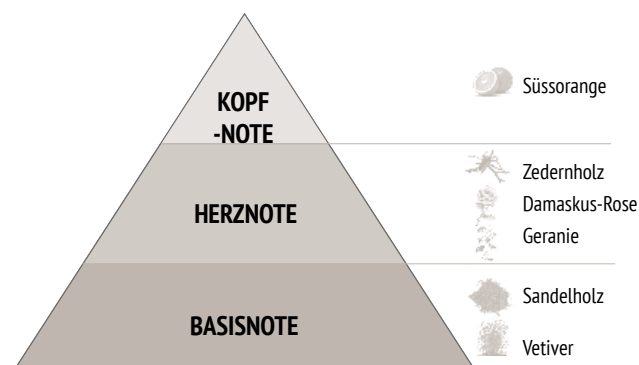 KOPF
-NOTE
Süssorange
HERZNOTE
Zedernholz
Damaskus-Rose
Geranie
BASISNOTE
Sandelholz
Vetiver